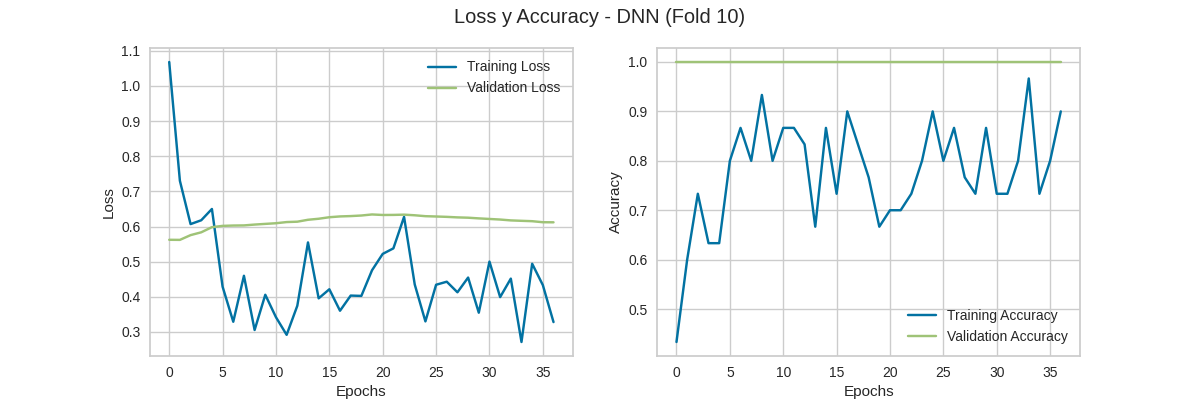 Loss y Accuracy - DNN (Fold 10)
1.1
1.0
0.9
0.8
0.7
0.6
0.5
0.4
0.3
Loss
0 5 10 15 20 25 30 35
Epochs
Training Loss
Validation Loss
1.0
0.9
0.8
0.7
0.6
0.5
Accuracy
0 5 10 15 20 25 30 35
Epochs
Training Accuracy
Validation Accuracy